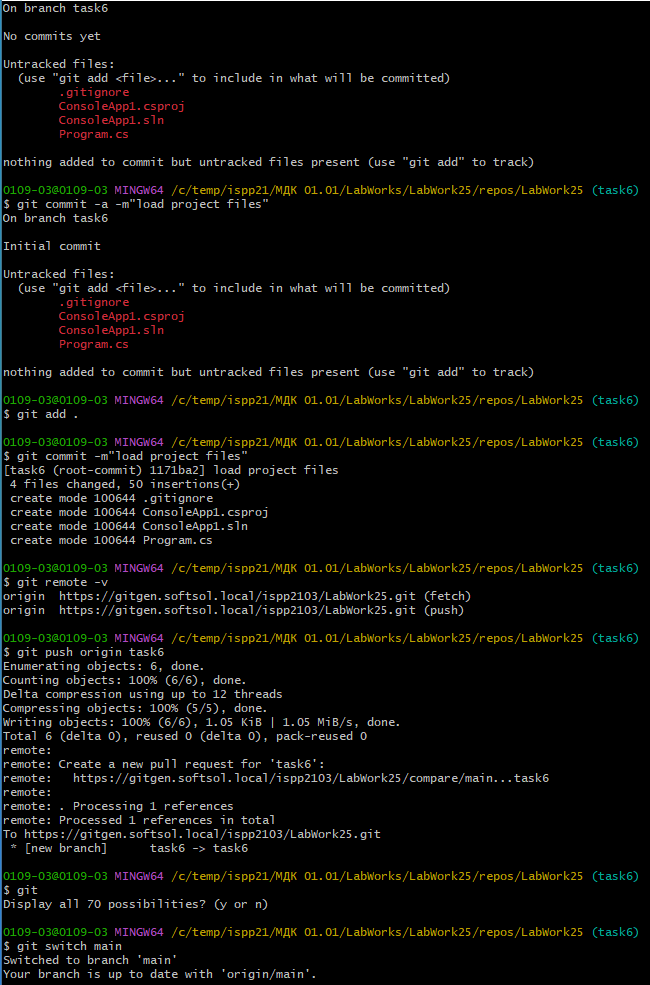 On branch task6
No commits yet
Untracked files:
(use "git add <file>..." to include in what will be committed)
.gitignore
ConsoleApp1.csproj
ConsoleApp1.sln
Program.cs
nothing added to commit but untracked files present (use "git add" to track)
0109-03@0109-03 MINGW64 /c/temp/ispp21/МДК 01.01/LabWorks/LabWork25/repos/LabWork25 (task6)
$ git commit -a -m"load project files"
On branch task6
Initial commit
Untracked files:
(use "git add <file>..." to include in what will be committed)
.gitignore
ConsoleApp1.csproj
ConsoleApp1.sln
Program.cs
nothing added to commit but untracked files present (use "git add" to track)
0109-03@0109-03 MINGW64 /c/temp/ispp21/МДК 01.01/LabWorks/LabWork25/repos/LabWork25 (task6)
$ git add .
0109-03@0109-03 MINGW64 /c/temp/ispp21/МДК 01.01/LabWorks/LabWork25/repos/LabWork25 (task6)
$ git commit -m"load project files"
[task6 (root-commit) 1171ba2] load project files
4 files changed, 50 insertions(+)
create mode 100644 .gitignore
create mode 100644 ConsoleApp1.csproj
create mode 100644 ConsoleApp1.sln
create mode 100644 Program.cs
0109-03@0109-03 MINGW64 /c/temp/ispp21/МДК 01.01/LabWorks/LabWork25/repos/LabWork25 (task6)
$ git remote -v
origin  https://gitgen.softsol.local/ispp2103/LabWork25.git (fetch)
origin  https://gitgen.softsol.local/ispp2103/LabWork25.git (push)
0109-03@0109-03 MINGW64 /c/temp/ispp21/МДК 01.01/LabWorks/LabWork25/repos/LabWork25 (task6)
$ git push origin task6
Enumerating objects: 6, done.
Counting objects: 100% (6/6), done.
Delta compression using up to 12 threads
Compressing objects: 100% (5/5), done.
Writing objects: 100% (6/6), 1.05 KiB | 1.05 MiB/s, done.
Total 6 (delta 0), reused 0 (delta 0), pack-reused 0
remote:
remote: Create a new pull request for 'task6':
remote:   https://gitgen.softsol.local/ispp2103/LabWork25/compare/main...task6
remote:
remote: . Processing 1 references
remote: Processed 1 references in total
To https://gitgen.softsol.local/ispp2103/LabWork25.git
* [new branch]      task6 -> task6
0109-03@0109-03 MINGW64 /c/temp/ispp21/МДК 01.01/LabWorks/LabWork25/repos/LabWork25 (task6)
$ git
Display all 70 possibilities? (y or n)
0109-03@0109-03 MINGW64 /c/temp/ispp21/МДК 01.01/LabWorks/LabWork25/repos/LabWork25 (task6)
$ git switch main
Switched to branch 'main'
Your branch is up to date with 'origin/main'.